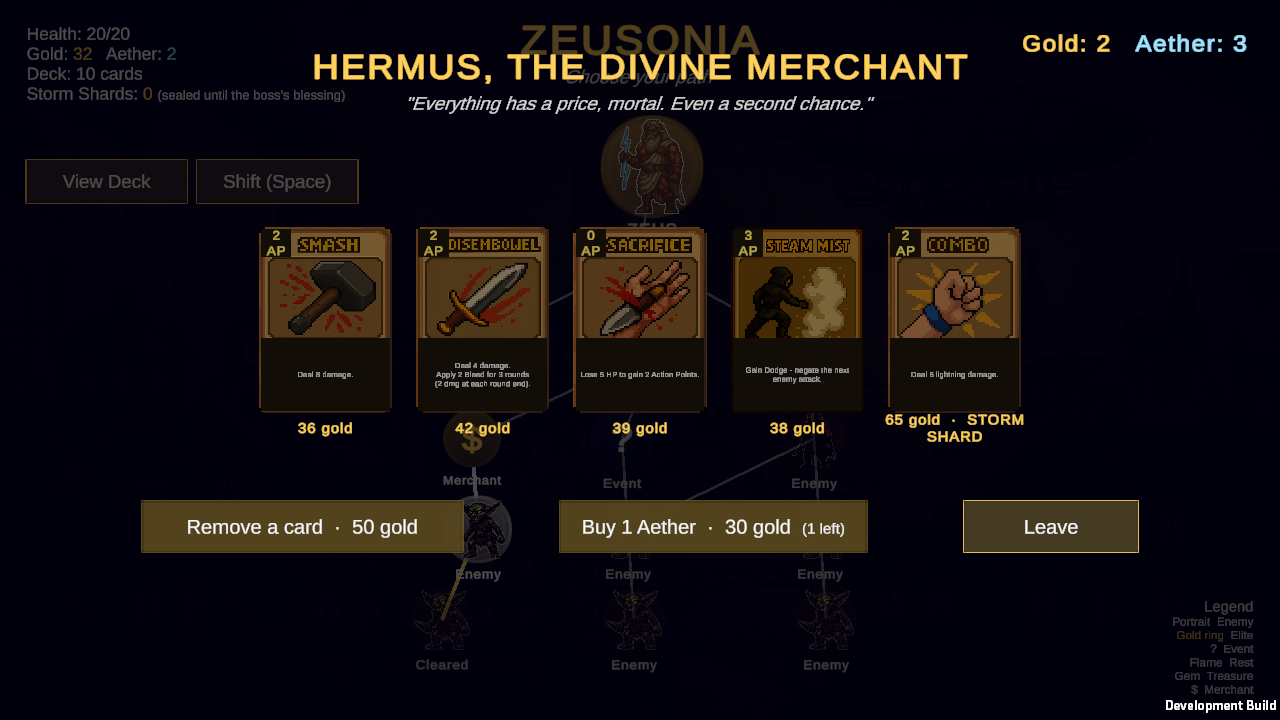 Health: 20/20
Gold: 32 Aether: 2
Deck: 10 cards
Storm Shards: 0 (sealed until the boss's blessing)
ZEUSONIA
Choose your path
HERMUS, THE DIVINE MERCHANT
"Everything has a price, mortal. Even a second chance."
Gold: 2 Aether: 3
View Deck
Shift (Space)
ZEUS
2 AP
SMASH
Deal 8 damage.
36 gold
2 AP
DISEMBOWEL
Deal 4 damage.
Apply 2 Bleed for 3 rounds
(2 dmg at each round end).
42 gold
0 AP
SACRIFICE
Lose 5 HP to gain 2 Action Points.
39 gold
3 AP
STEAM MIST
Gain Dodge - negate the next
enemy attack.
38 gold
2 AP
COMBO
Deal 5 lightning damage.
65 gold · STORM
SHARD
$
?
Merchant
Event
Enemy
Remove a card · 50 gold
Buy 1 Aether · 30 gold (1 left)
Leave
Enemy
Enemy
Enemy
Cleared
Enemy
Enemy
Legend
Portrait Enemy
Gold ring Elite
? Event
Flame Rest
Gem Treasure
$ Merchant
Development Build